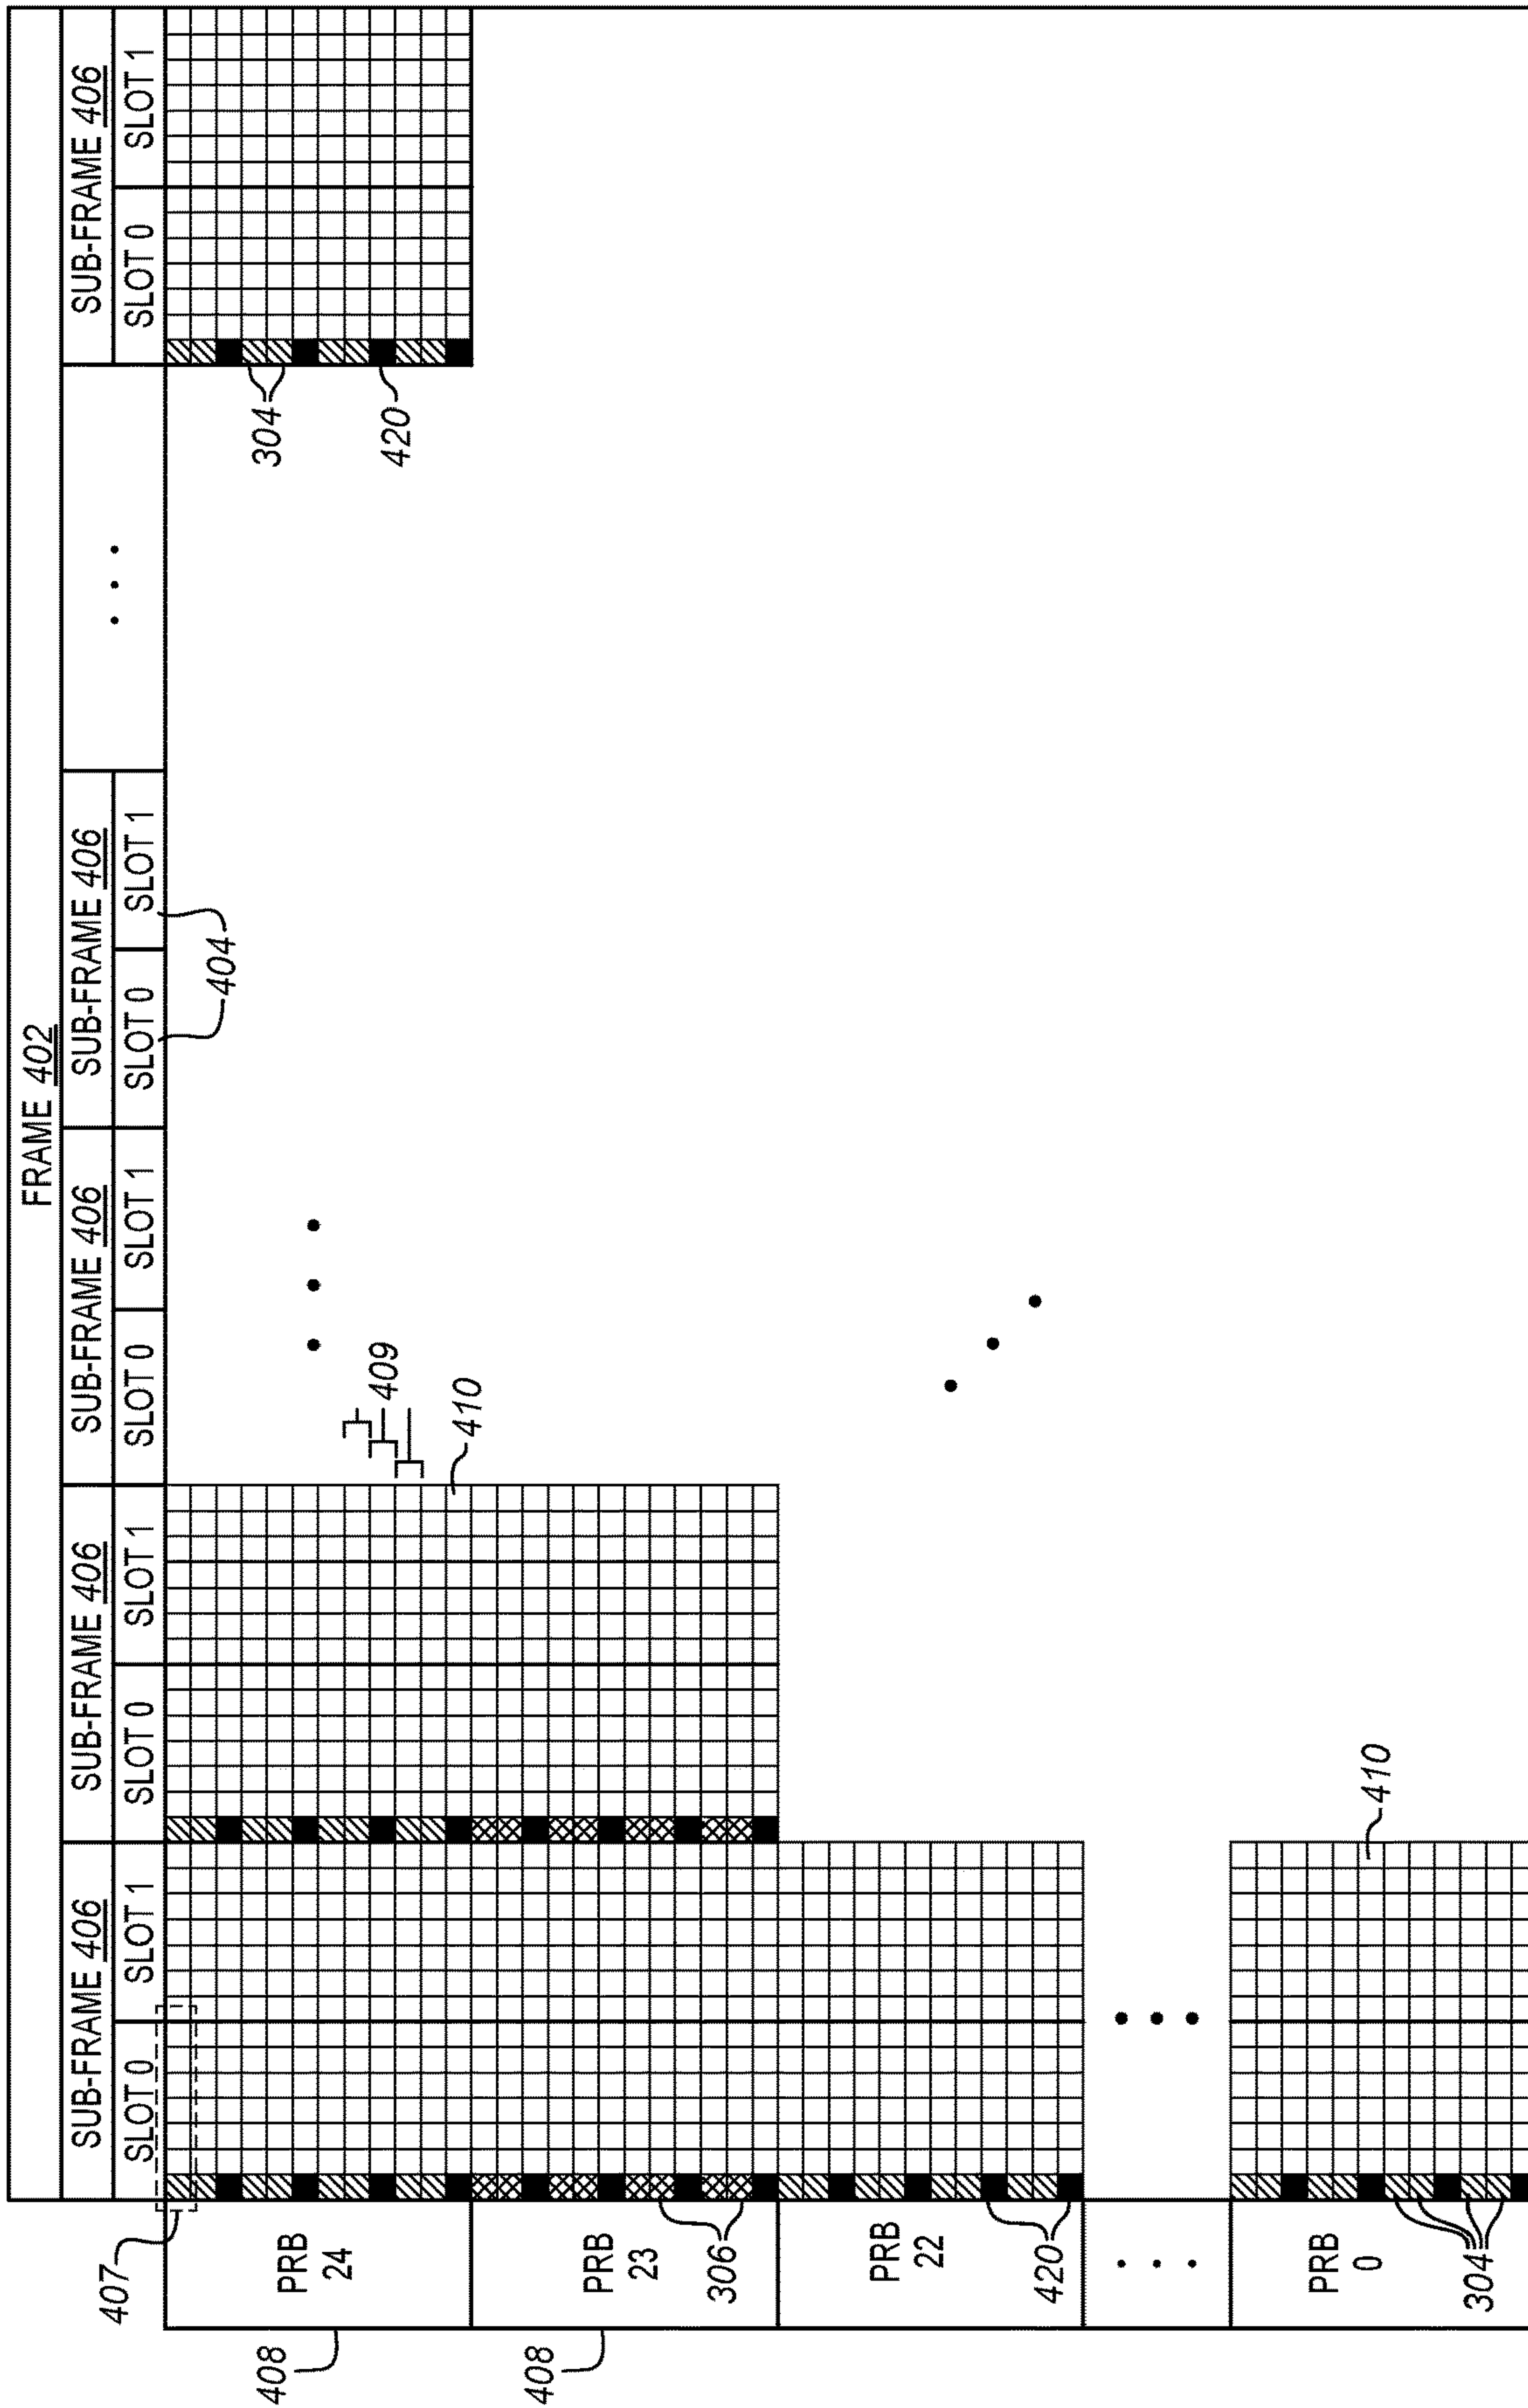 FRAME 402
SUB-FRAME 406 SUB-FRAME 406 SUB-FRAME 406 SUB-FRAME 406 • • • SUB-FRAME 406
SLOT 0 SLOT 1 SLOT 0 SLOT 1 SLOT 0 SLOT 1 SLOT 0 SLOT 1 SLOT 0 SLOT 1
407
404
408
PRB
24
304
409
420
410
408
PRB
23
306
PRB
22
420
• • •
410
PRB
0
304